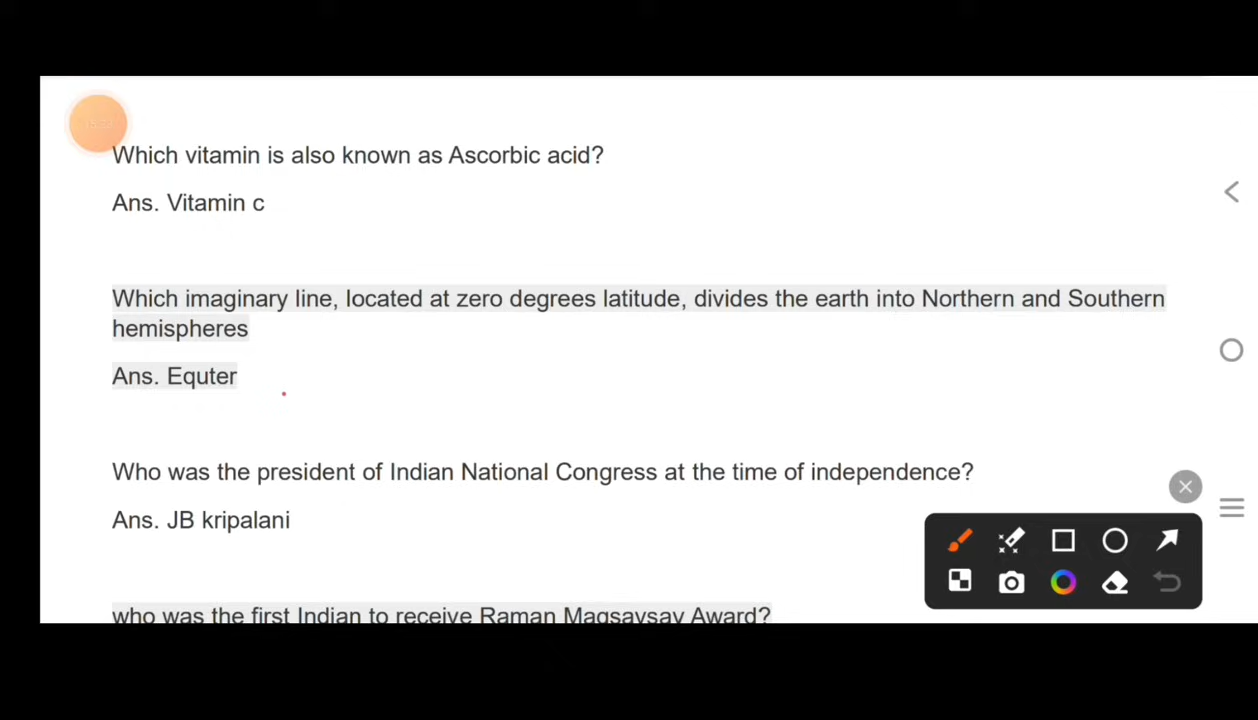 Which vitamin is also known as Ascorbic acid?
Ans. Vitamin c
Which imaginary line, located at zero degrees latitude, divides the earth into Northern and Southern
hemispheres
Ans. Equter
Who was the president of Indian National Congress at the time of independence?
Ans. JB kripalani
who was the first Indian to receive Raman Magsaysay Award?